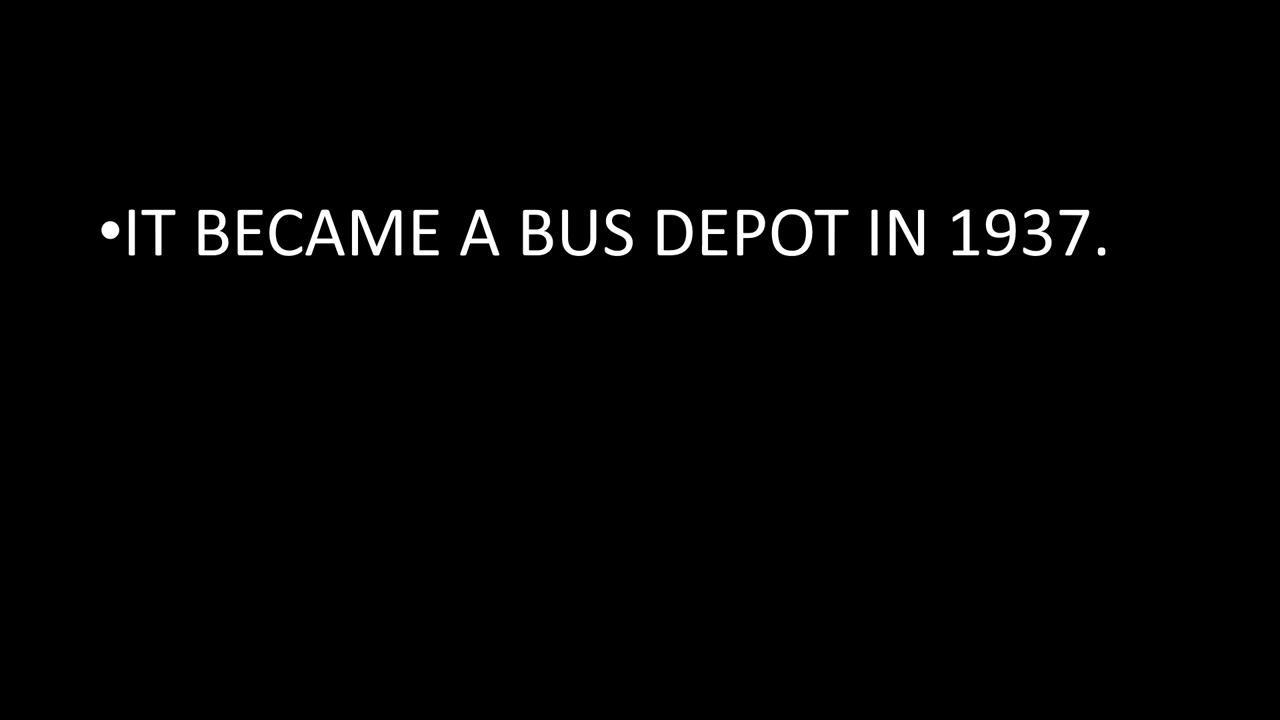 •IT BECAME A BUS DEPOT IN 1937.